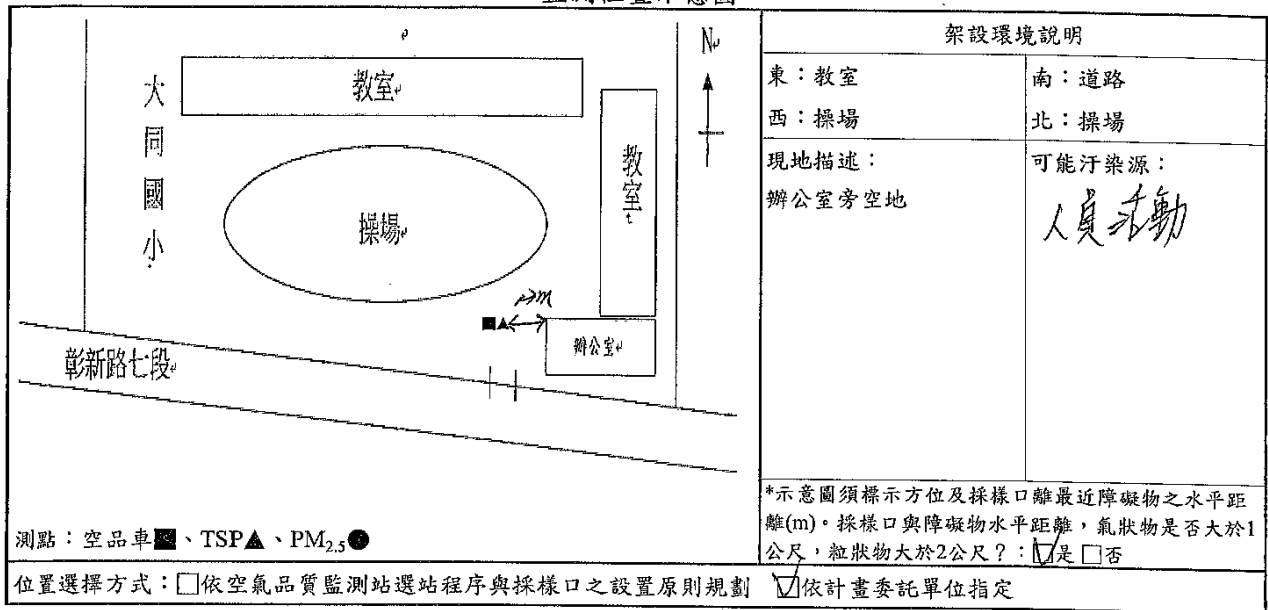 N
大同國小
教室
教室
操場
辦公室
彰新路七段
測點：空品車■、TSP▲、PM2.5●
架設環境說明
東：教室
南：道路
西：操場
北：操場
現地描述：
辦公室旁空地
可能汙染源：
人員活動
*示意圖須標示方位及採樣口離最近障礙物之水平距
離(m)。採樣口與障礙物水平距離，氣狀物是否大於1
公尺，粒狀物大於2公尺？：☑是 □否
位置選擇方式：□依空氣品質監測站選站程序與採樣口之設置原則規劃 ☑依計畫委託單位指定